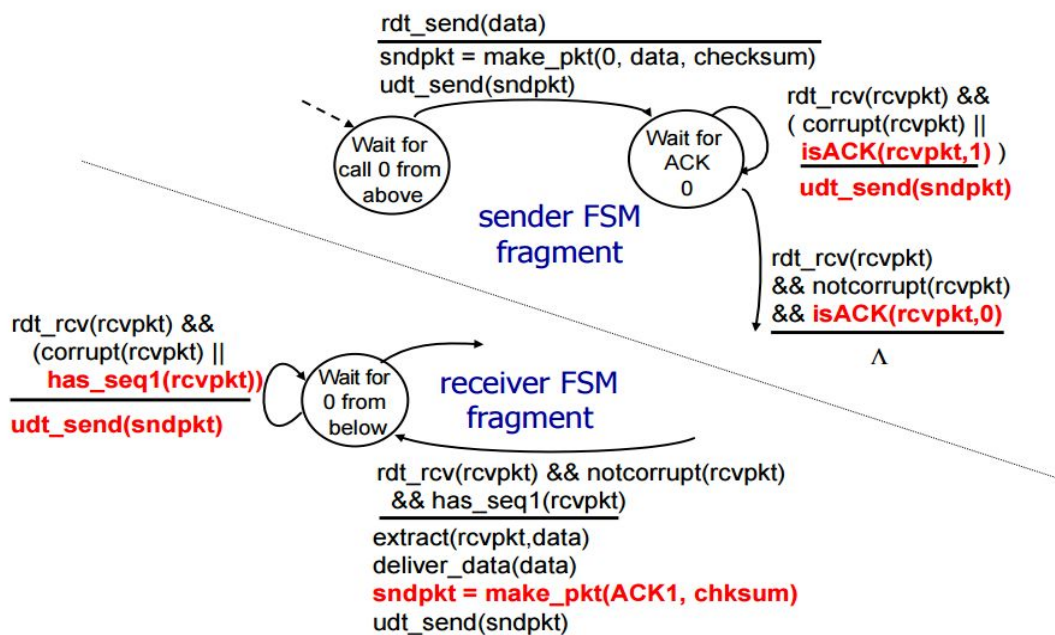 rdt_send(data)
sndpkt = make_pkt(0, data, checksum)
udt_send(sndpkt)
Wait for
call 0 from
above
Wait for
ACK
0
rdt_rcv(rcvpkt) &&
( corrupt(rcvpkt) ||
isACK(rcvpkt,1) )
udt_send(sndpkt)
sender FSM
fragment
rdt_rcv(rcvpkt)
&& notcorrupt(rcvpkt)
&& isACK(rcvpkt,0)
Λ
rdt_rcv(rcvpkt) &&
(corrupt(rcvpkt) ||
has_seq1(rcvpkt))
udt_send(sndpkt)
Wait for
0 from
below
receiver FSM
fragment
rdt_rcv(rcvpkt) && notcorrupt(rcvpkt)
&& has_seq1(rcvpkt)
extract(rcvpkt,data)
deliver_data(data)
sndpkt = make_pkt(ACK1, chksum)
udt_send(sndpkt)